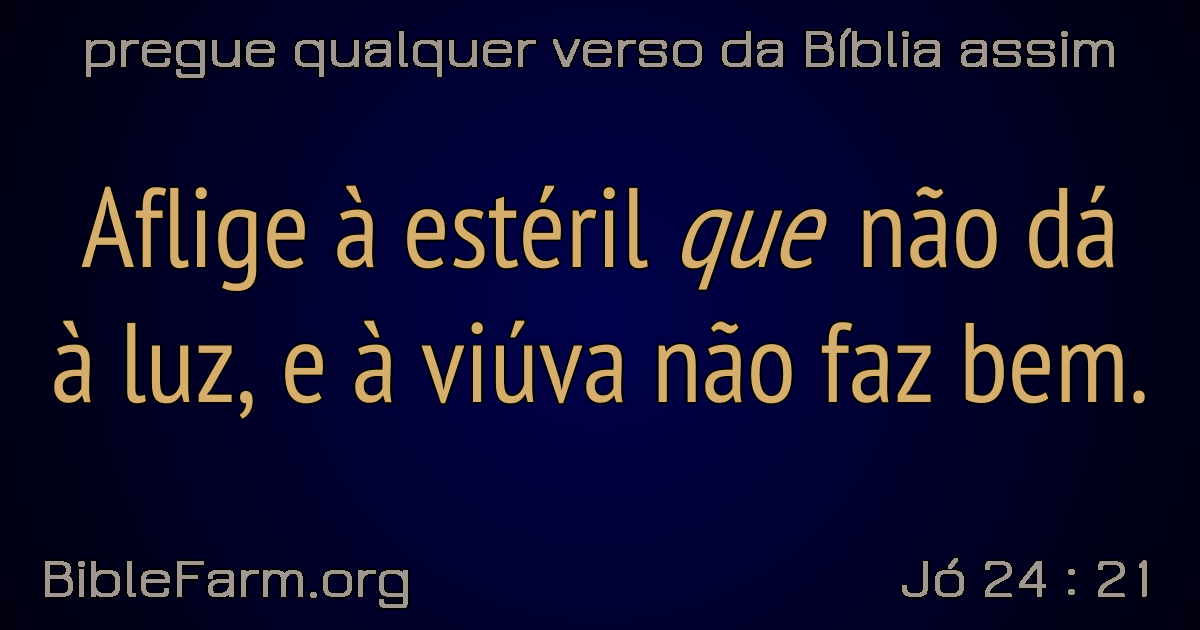 pregue qualquer verso da Bíblia assim
Aflige à estéril que não dá
à luz, e à viúva não faz bem.
BibleFarm.org
Jó 24 : 21